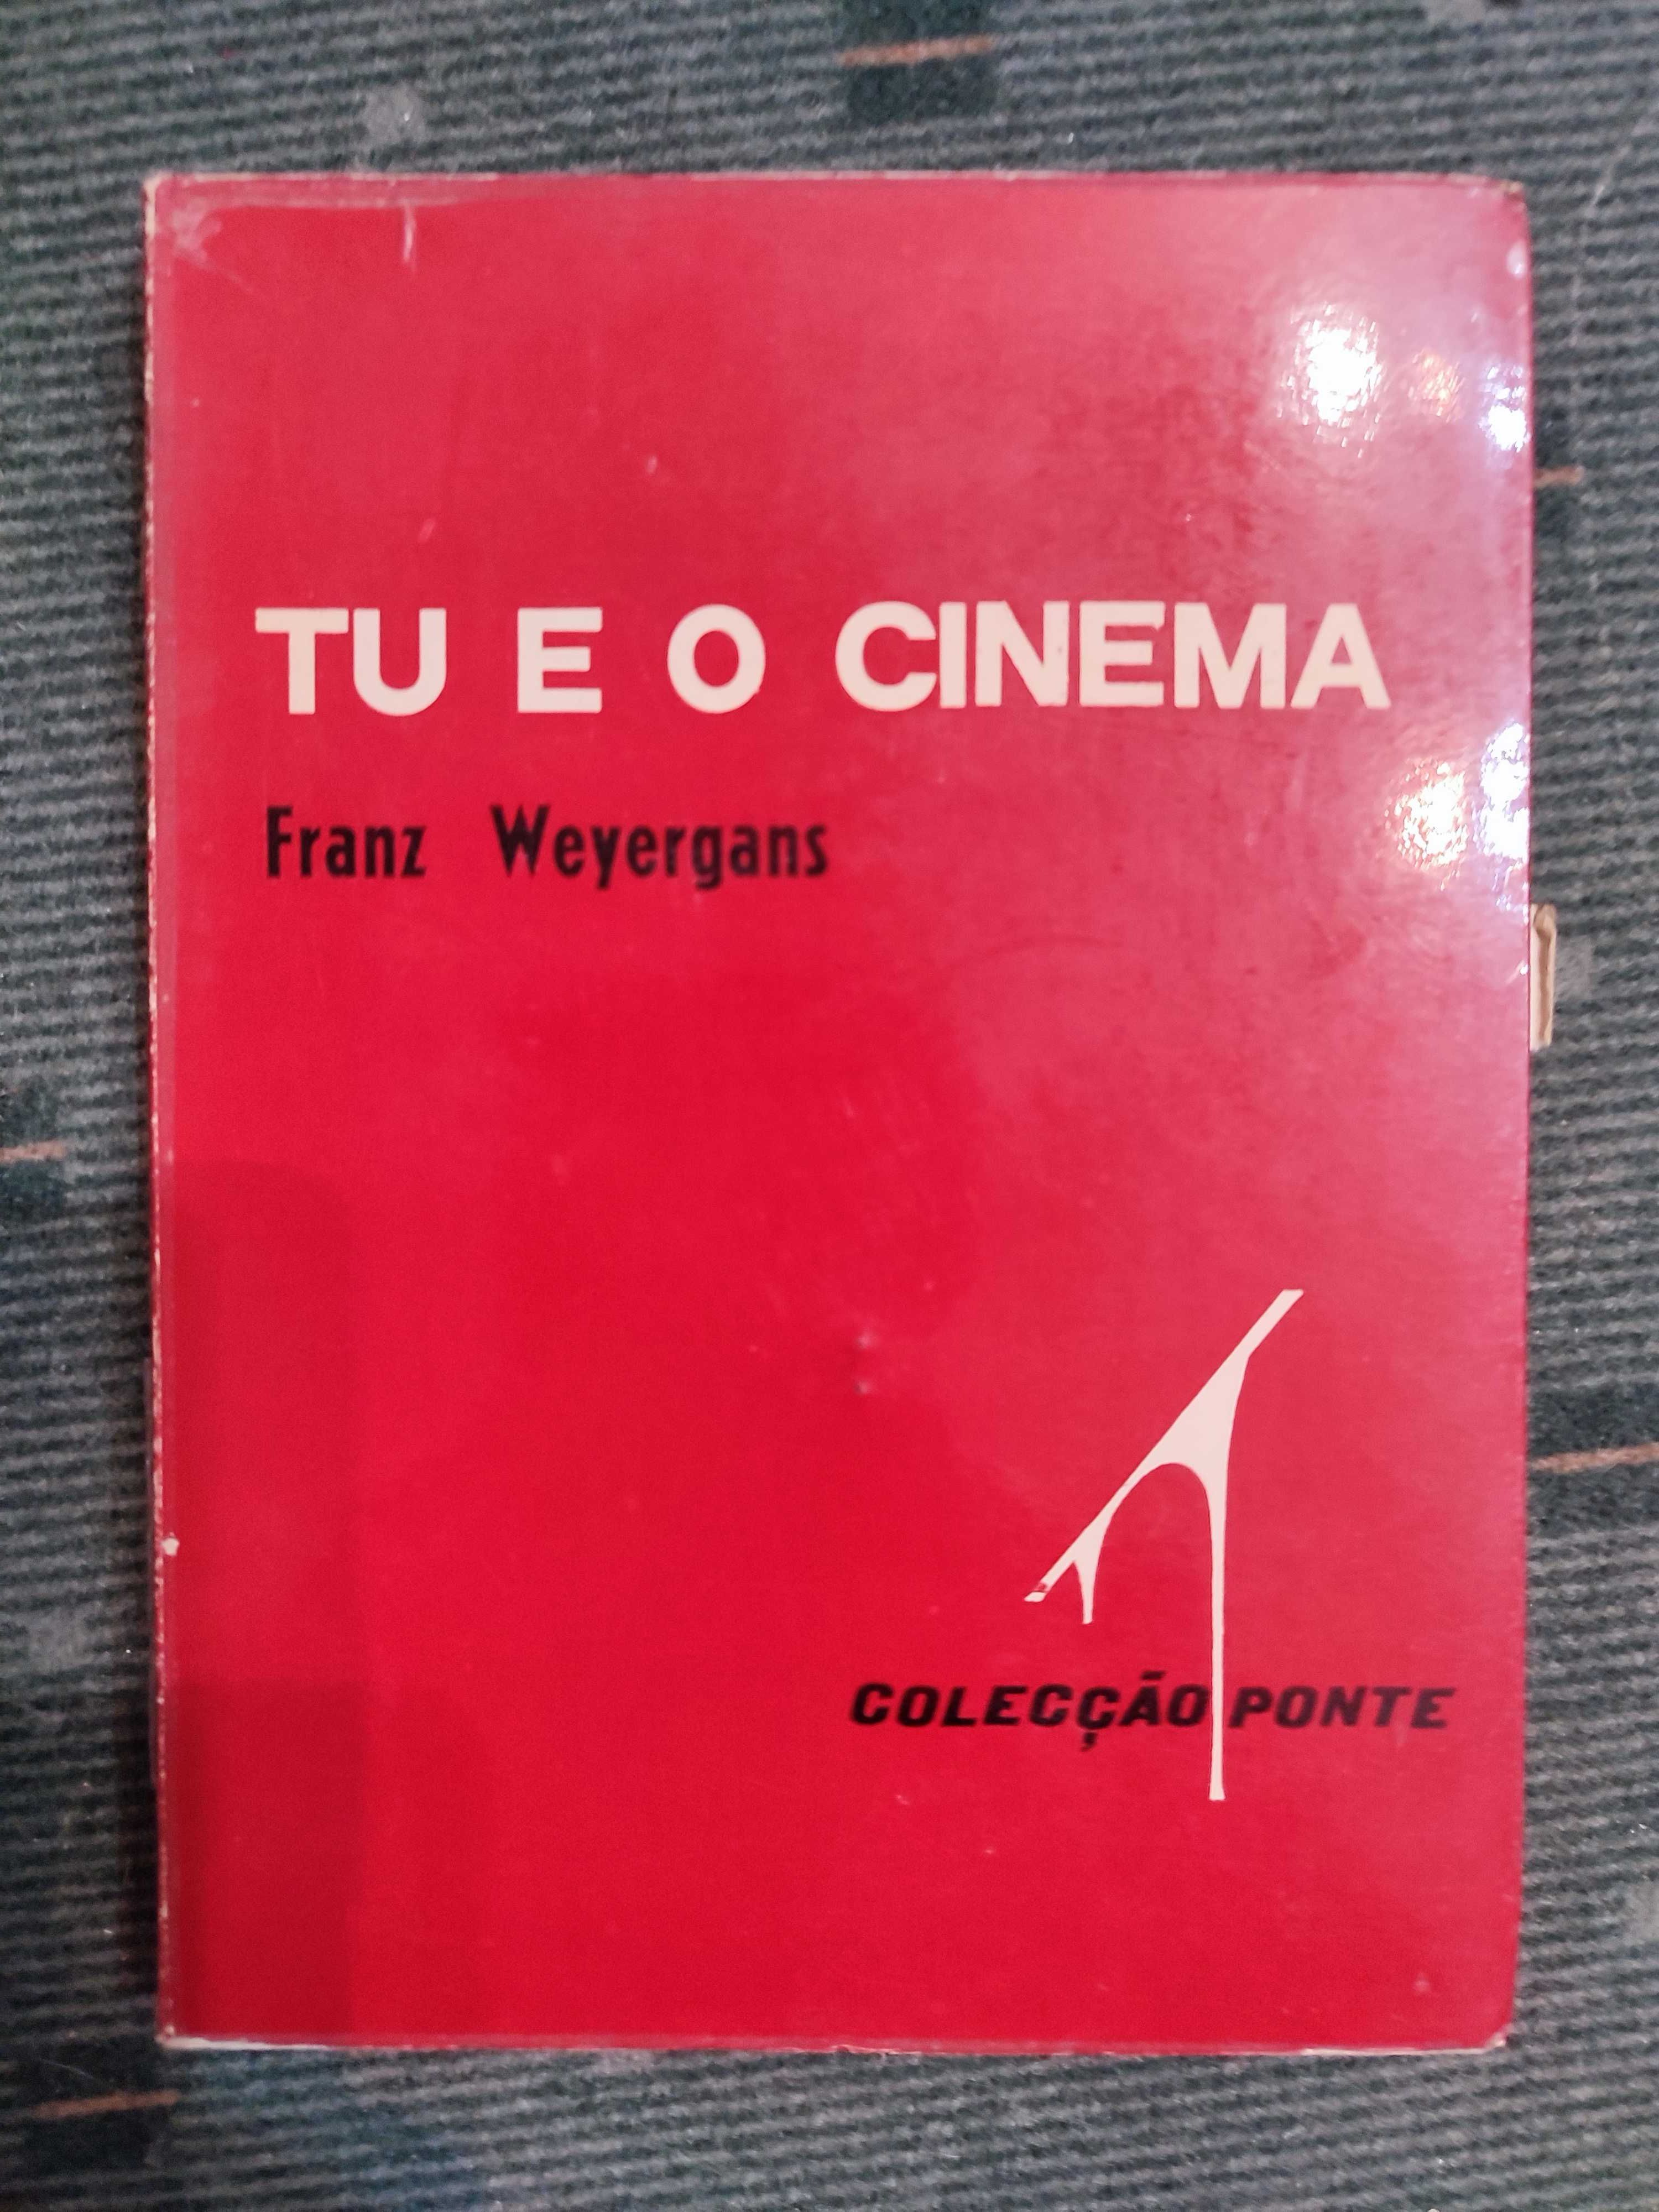 TU E O CINEMA
Franz Weyergans
COLECÇÃO PONTE